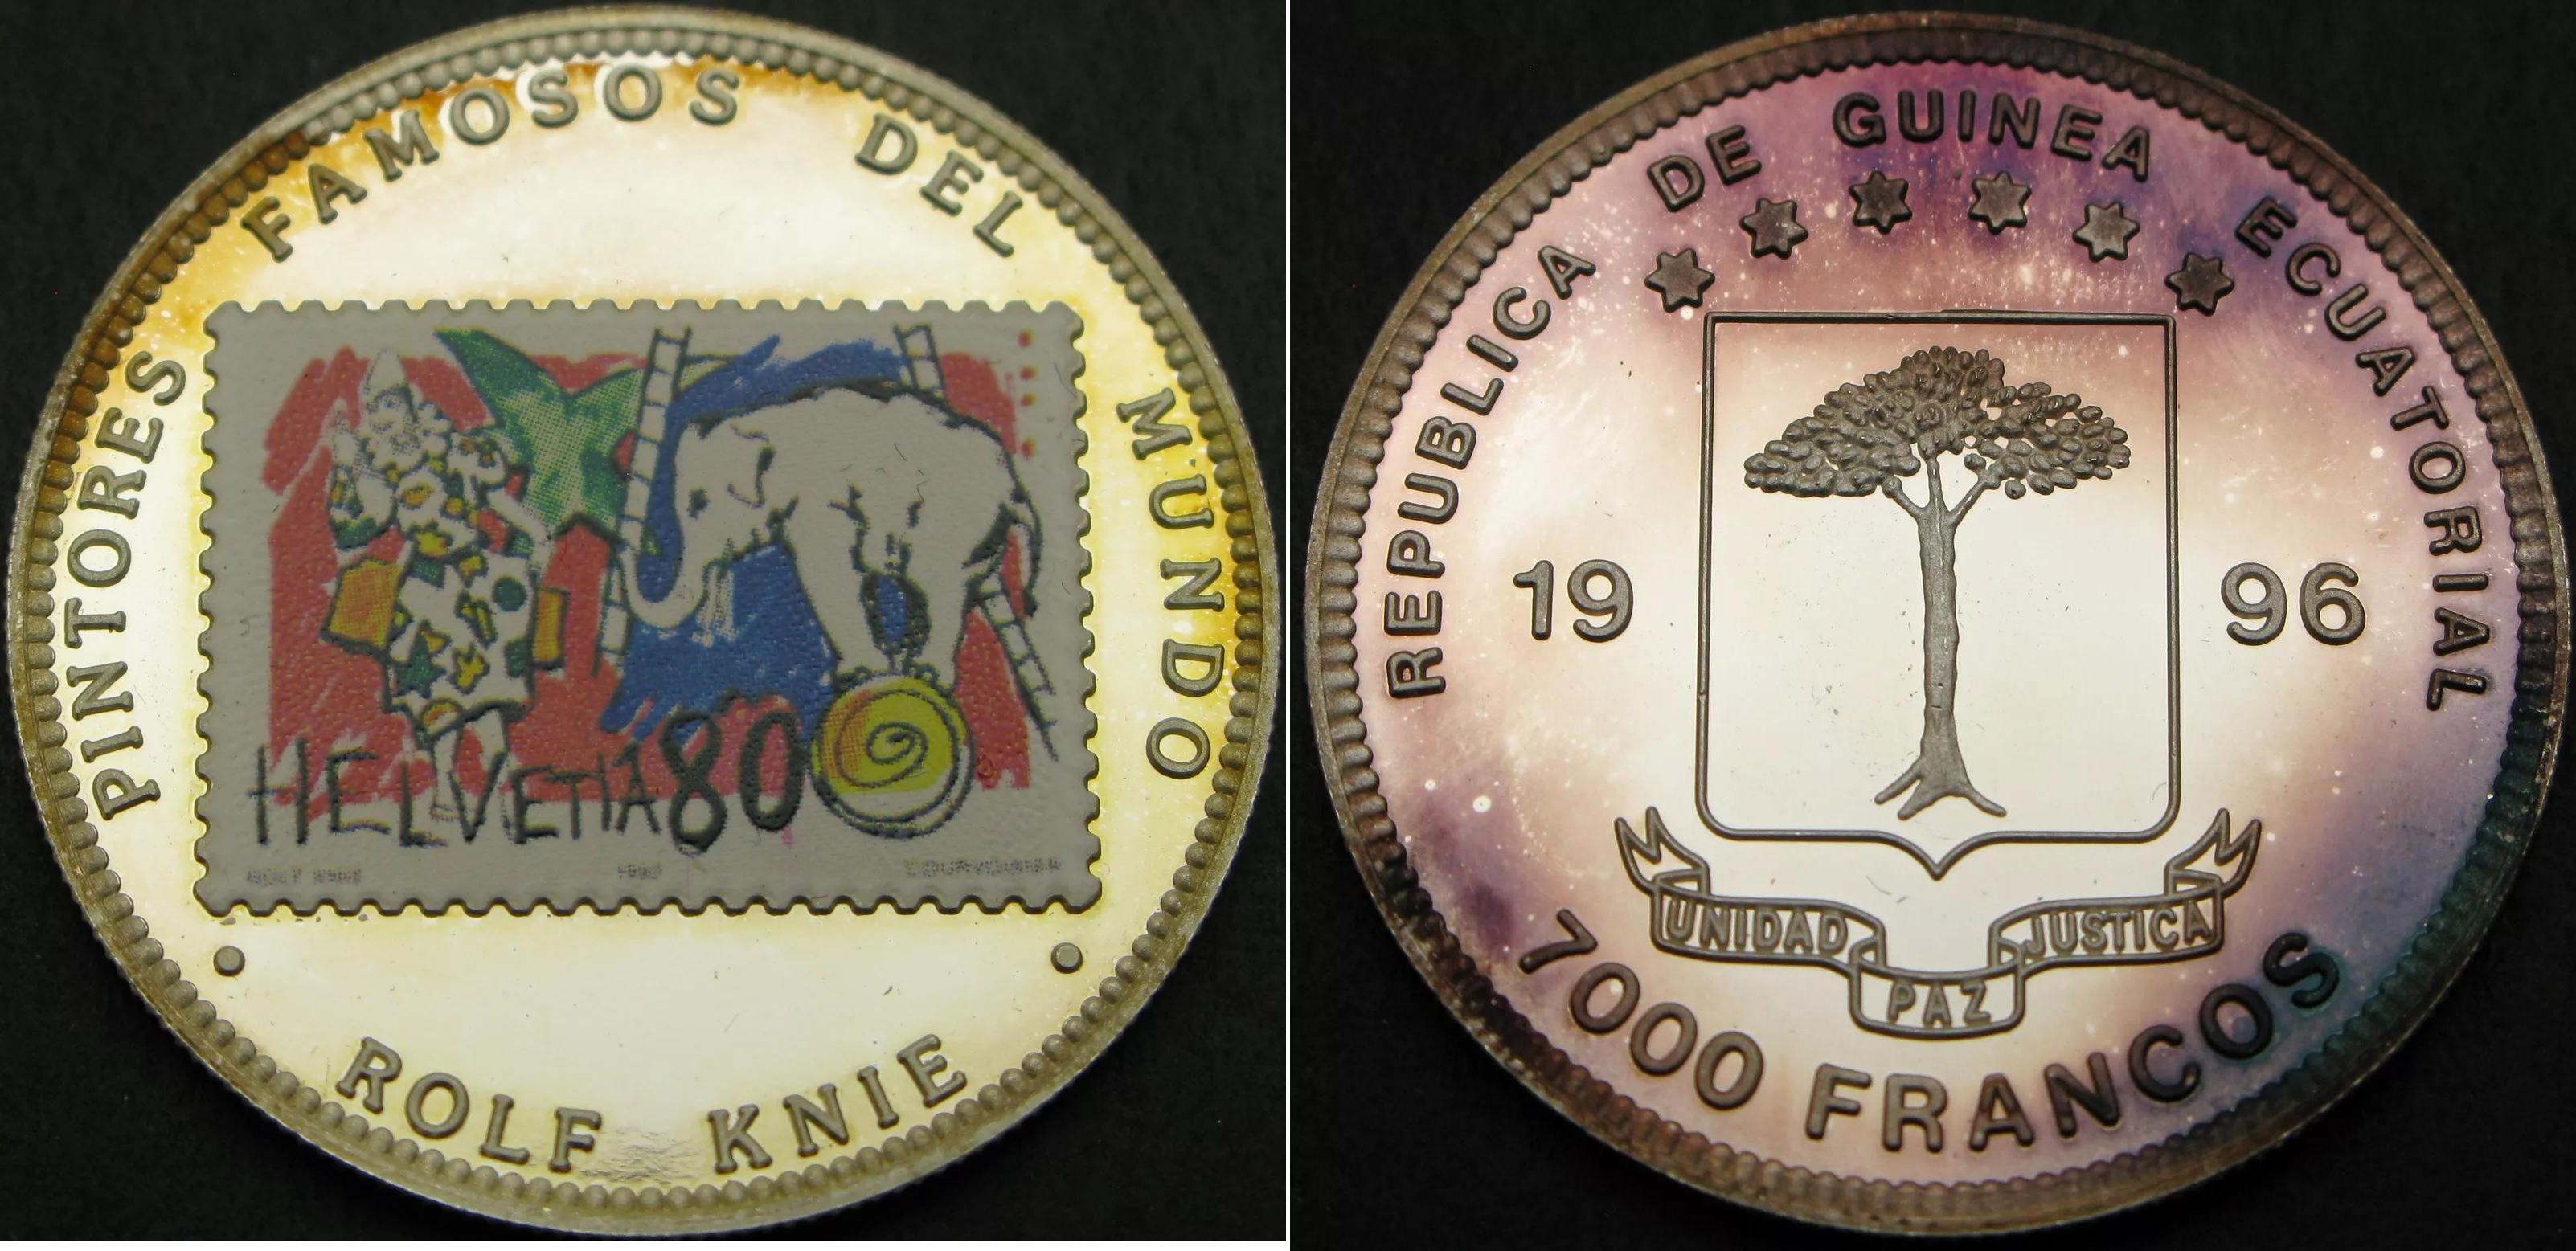 PINTORES FAMOSOS DEL MUNDO
HELVETIA 80
ROLF KNIE
REPUBLICA DE GUINEA ECUATORIAL
19 96
UNIDAD PAZ JUSTICA
7000 FRANCOS